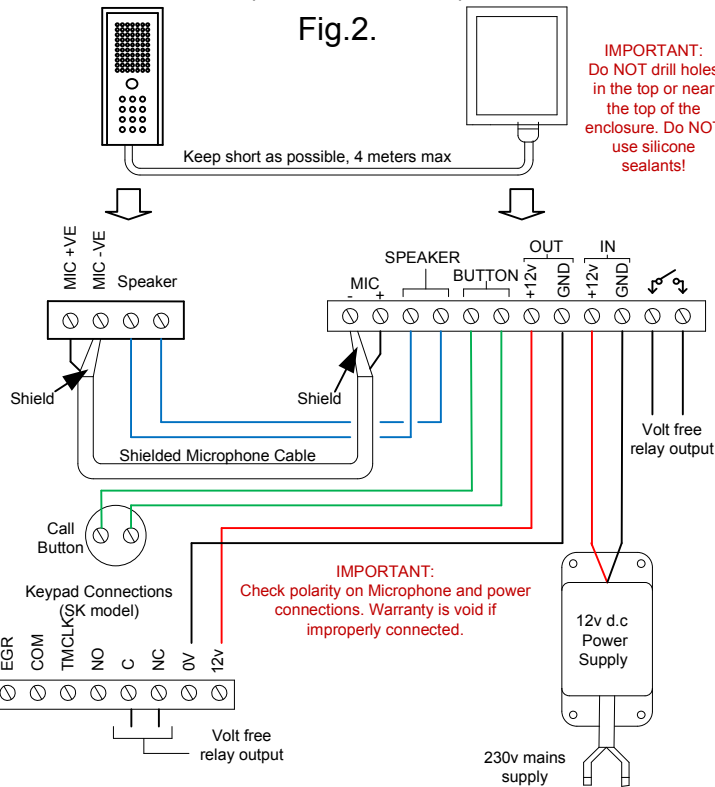 Fig.2.
IMPORTANT:
Do NOT drill holes
in the top or near
the top of the
enclosure. Do NOT
use silicone
sealants!
Keep short as possible, 4 meters max
MIC +VE
MIC -VE
Speaker
MIC
- +
SPEAKER
BUTTON
OUT
+12v
GND
IN
+12v
GND
Shield
Shield
Volt free
relay output
Shielded Microphone Cable
Call
Button
IMPORTANT:
Check polarity on Microphone and power
connections. Warranty is void if
improperly connected.
Keypad Connections
(SK model)
EGR
COM
TMCLK
NO
C
NC
0V
12v
Volt free
relay output
12v d.c
Power
Supply
230v mains
supply